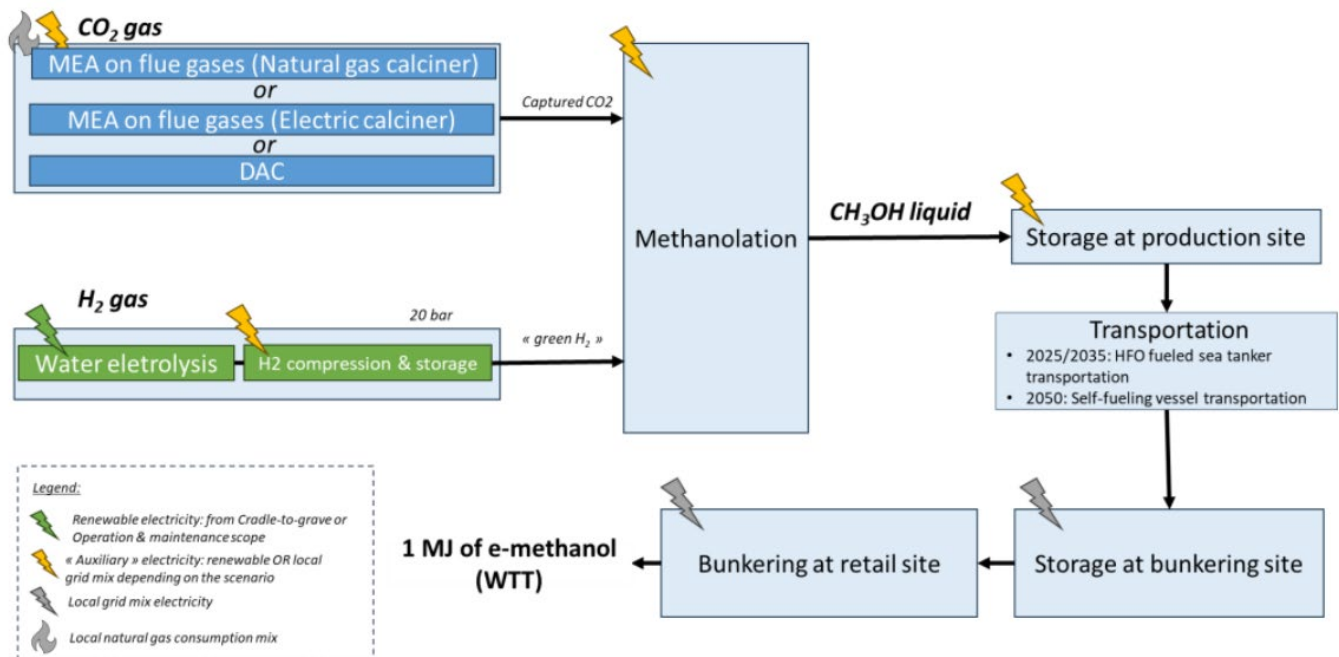 CO₂ gas
MEA on flue gases (Natural gas calciner)
or
MEA on flue gases (Electric calciner)
or
DAC
Captured CO2
H₂ gas
20 bar
Water eletrolysis
H2 compression & storage
« green H₂ »
Methanolation
CH₃OH liquid
Storage at production site
Transportation
• 2025/2035: HFO fueled sea tanker
transportation
• 2050: Self-fueling vessel transportation
Storage at bunkering site
Bunkering at retail site
1 MJ of e-methanol
(WTT)
Legend:
Renewable electricity: from Cradle-to-grave or
Operation & maintenance scope
« Auxiliary » electricity: renewable OR local
grid mix depending on the scenario
Local grid mix electricity
Local natural gas consumption mix